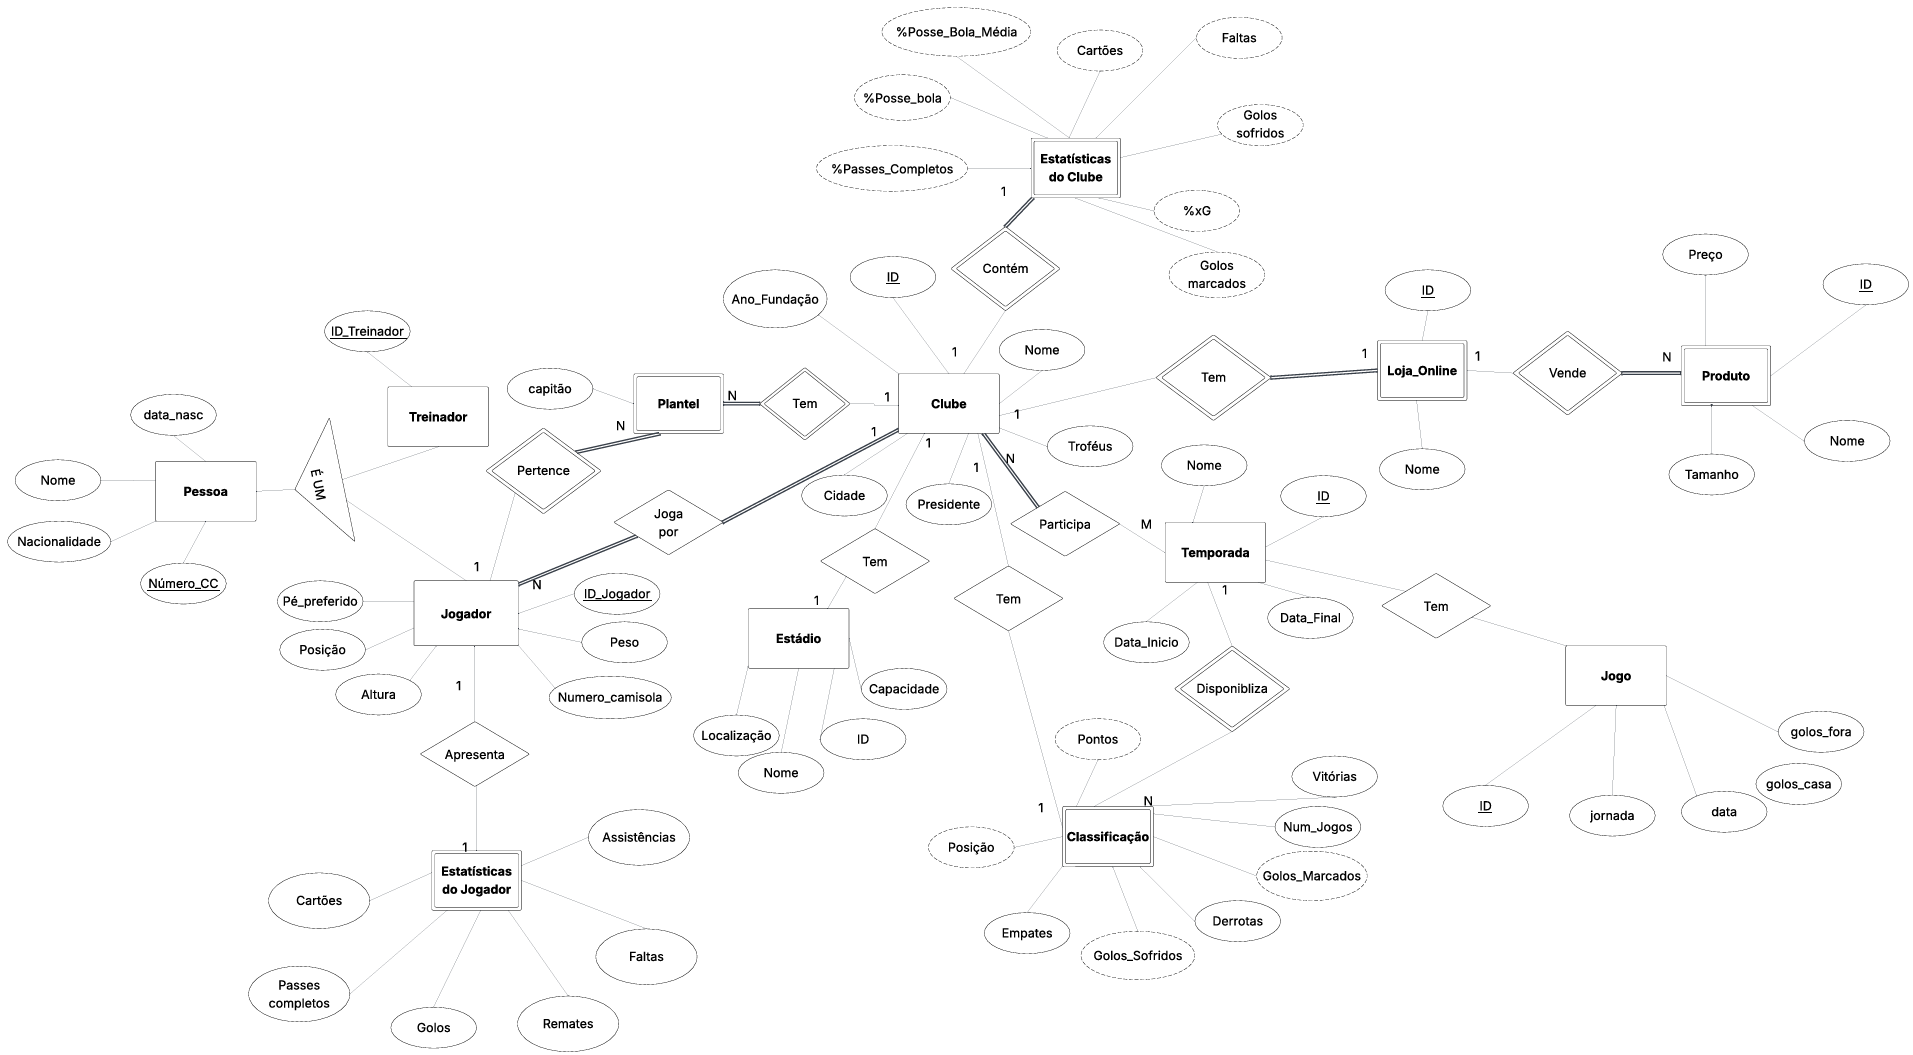 %Posse_Bola_Média
Cartões
Faltas
%Posse_bola
Golos
sofridos
%Passes_Completos
Estatísticas
do Clube
1
%xG
Contém
Golos
marcados
ID
Ano_Fundação
1
Nome
ID_Treinador
Treinador
capitão
Plantel
N
Tem
1
Clube
1
Tem
1
ID
Loja_Online
1
Nome
Vende
N
Preço
ID
Produto
Nome
Tamanho
data_nasc
Nome
Pessoa
Nacionalidade
Número_CC
É UM
N
Pertence
1
1
Joga
por
N
1
Cidade
1
Presidente
N
Troféus
Participa
M
Nome
ID
Temporada
1
Data_Inicio
Data_Final
Tem
Jogo
golos_fora
golos_casa
ID
jornada
data
Pé_preferido
Posição
Altura
Jogador
ID_Jogador
Peso
Numero_camisola
1
Apresenta
1
Tem
1
Estádio
Capacidade
Localização
ID
Nome
Tem
1
Disponibliza
N
Pontos
Vitórias
Classificação
Num_Jogos
Posição
Golos_Marcados
Empates
Derrotas
Golos_Sofridos
Assistências
Estatísticas
do Jogador
Cartões
Faltas
Passes
completos
Golos
Remates